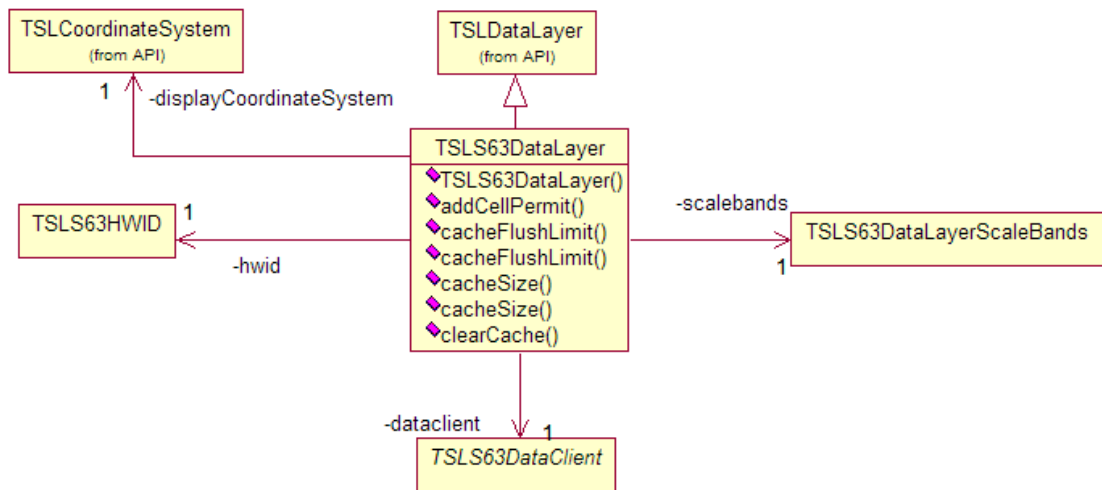 TSLCoordinateSystem
(from API)
TSLDataLayer
(from API)
1
-displayCoordinateSystem
TSLS63DataLayer
TSLS63DataLayer()
addCellPermit()
cacheFlushLimit()
cacheFlushLimit()
cacheSize()
cacheSize()
clearCache()
TSLS63HWID
1
-hwid
-scalebands
1
TSLS63DataLayerScaleBands
-dataclient
1
TSLS63DataClient